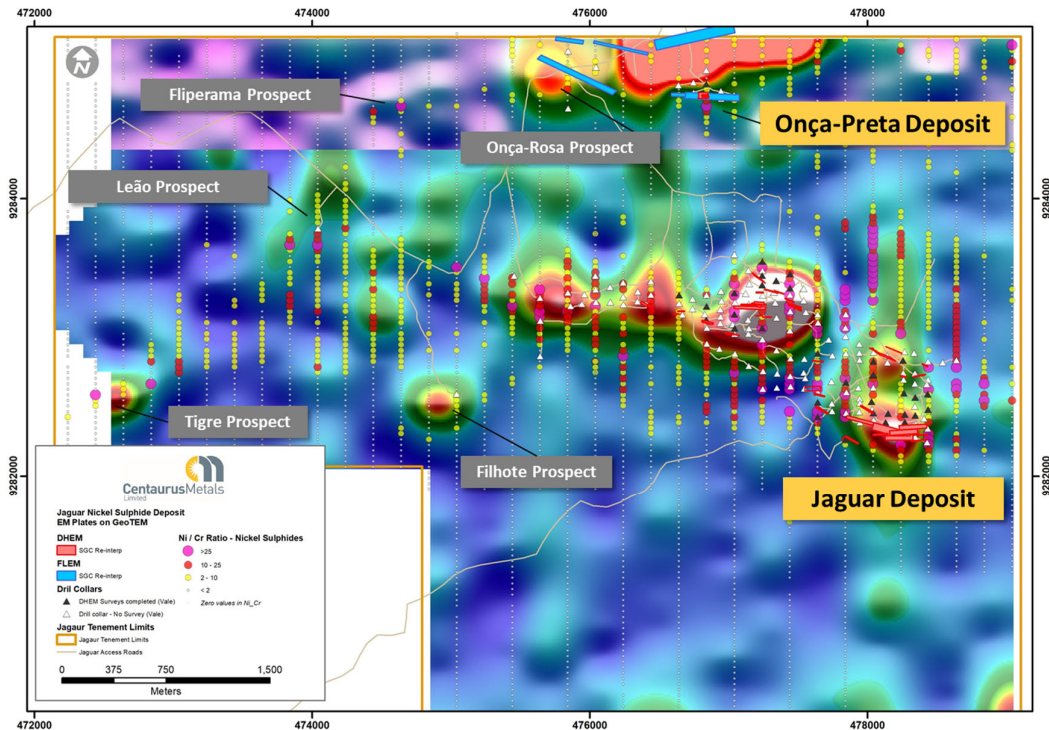 472000 474000 476000 478000
N
Fliperama Prospect
Onça-Preta Deposit
Onça-Rosa Prospect
Leão Prospect
9284000 9284000
Tigre Prospect
Filhote Prospect
9282000 9282000
Jaguar Deposit
CentaurusMetals
Limited
Jaguar Nickel Sulphide Deposit
EM Plates on GeoTEM
DHEM
SGC Re-interp
FLEM
SGC Re-interp
Dril Collars
DHEM Surveys completed (Vale)
Drill collar - No Survey (Vale)
Jagaur Tenement Limits
Jaguar Tenement Limits
Jaguar Access Roads
Ni / Cr Ratio - Nickel Sulphides
>25
10 - 25
2 - 10
< 2
Zero values in Ni_Cr
0 375 750 1,500
Meters
472000 474000 476000 478000